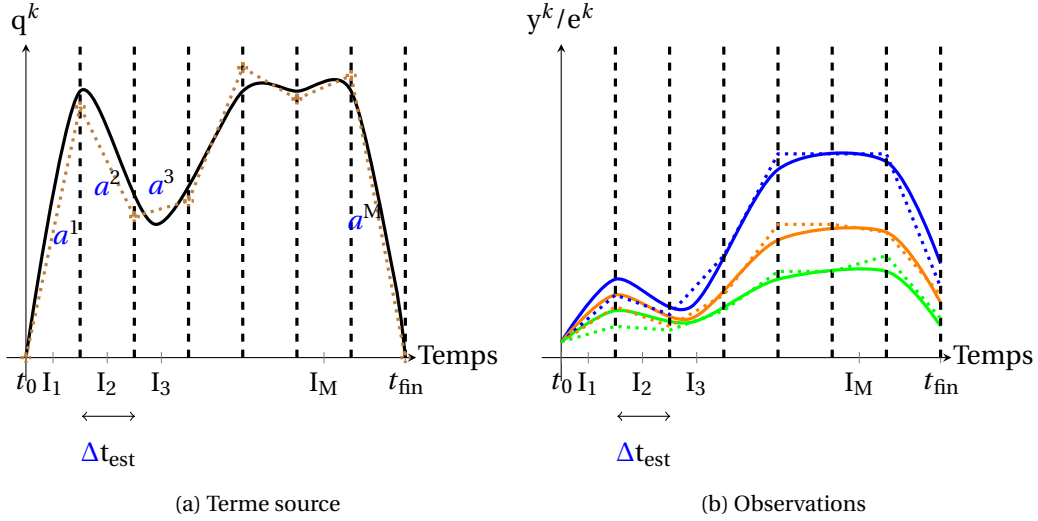 q^k
a^1
a^2
a^3
a^M
Temps
t_0 I_1 I_2 I_3 I_M t_fin
Δt_est
(a) Terme source
y^k/e^k
Temps
t_0 I_1 I_2 I_3 I_M t_fin
Δt_est
(b) Observations